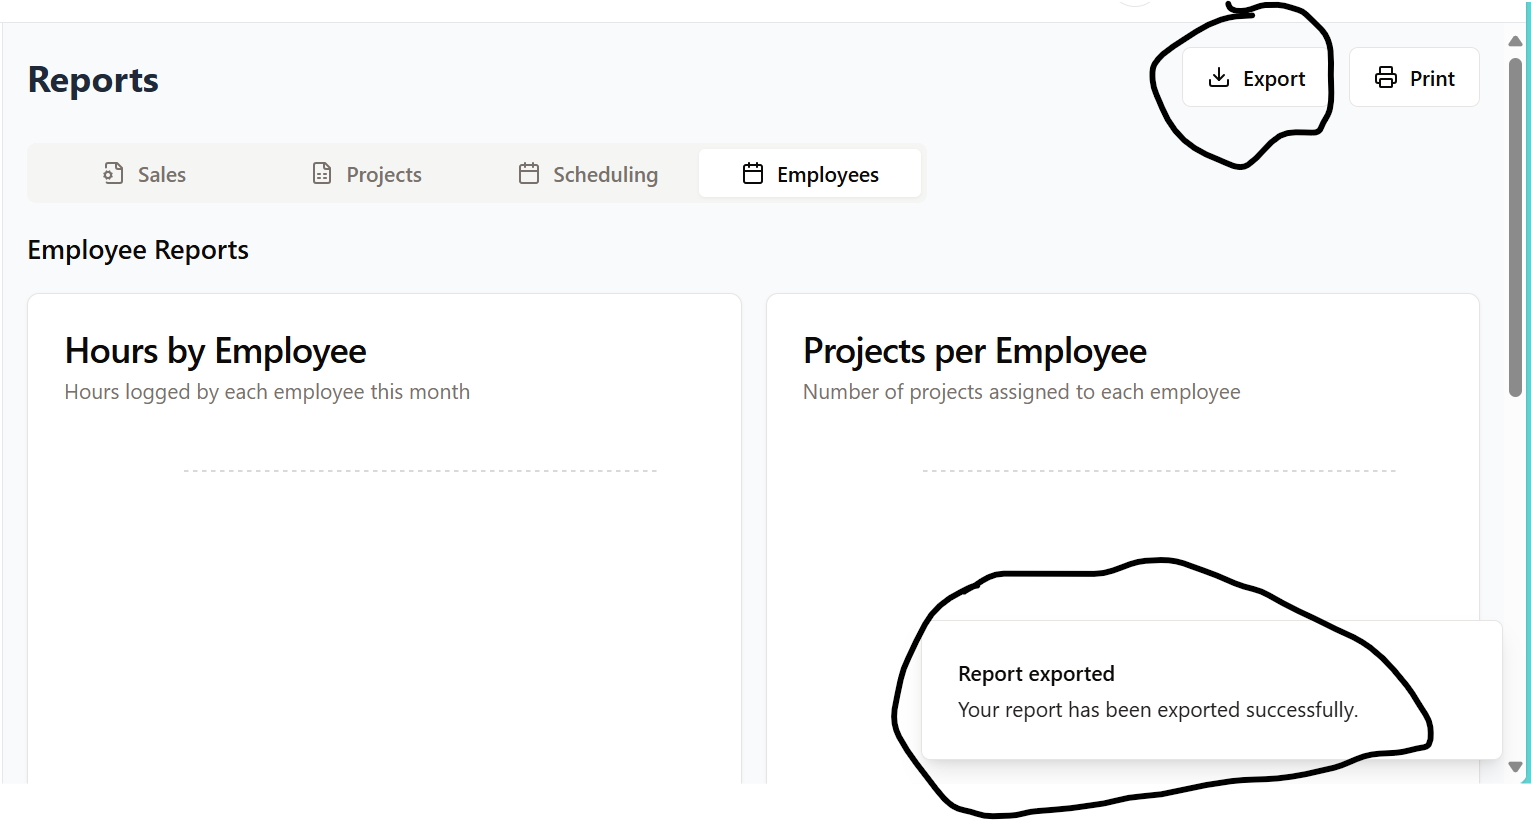 Reports
Export
Print
Sales
Projects
Scheduling
Employees
Employee Reports
Hours by Employee
Hours logged by each employee this month
Projects per Employee
Number of projects assigned to each employee
Report exported
Your report has been exported successfully.